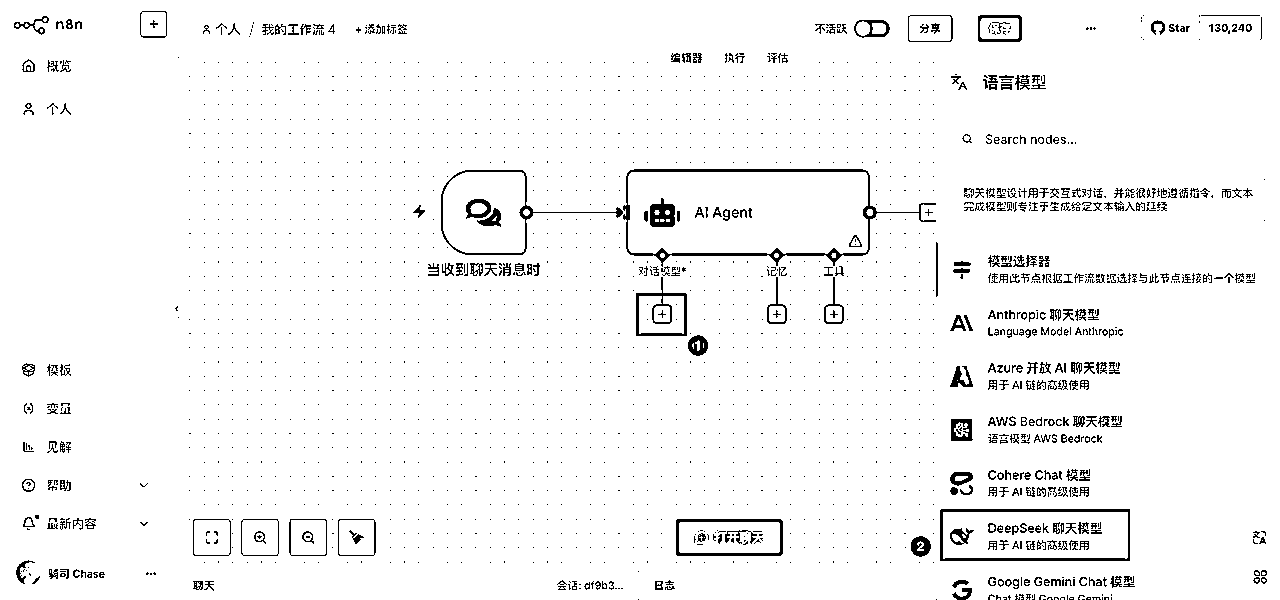 n8n
+
个人 / 我的工作流 4 + 添加标签
不活跃
分享
保存
...
Star 130,240
概览
个人
编辑器 执行 评估
语言模型
Search nodes...
聊天模型设计用于交互式对话，并能很好地遵循指令，而文本
完成模型则专注于生成给定文本输入的延续
AI Agent
当收到聊天消息时
对话模型*
记忆
工具
1
模型选择器
使用此节点根据工作流数据选择与此节点连接的一个模型
Anthropic 聊天模型
Language Model Anthropic
Azure 开放 AI 聊天模型
用于 AI 链的高级使用
AWS Bedrock 聊天模型
语言模型 AWS Bedrock
Cohere Chat 模型
用于 AI 链的高级使用
2
DeepSeek 聊天模型
用于 AI 链的高级使用
Google Gemini Chat 模型
Chat 模型 Google Gemini
模板
变量
见解
帮助
最新内容
骑司 Chase ...
打开聊天
聊天
会话: df9b3...
日志